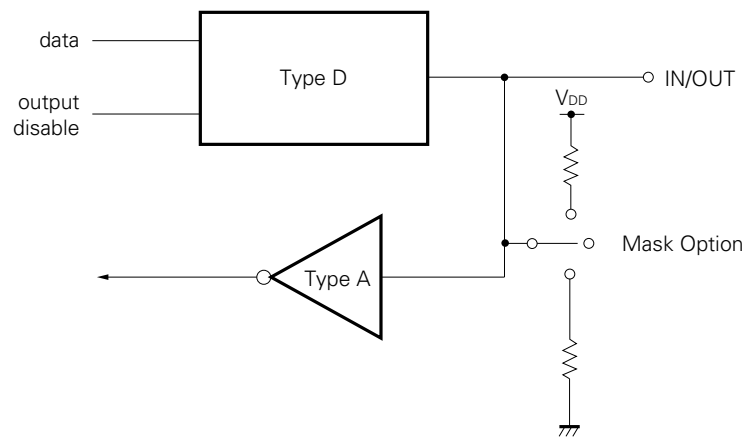 data
Type D
IN/OUT
VDD
output
disable
Mask Option
Type A